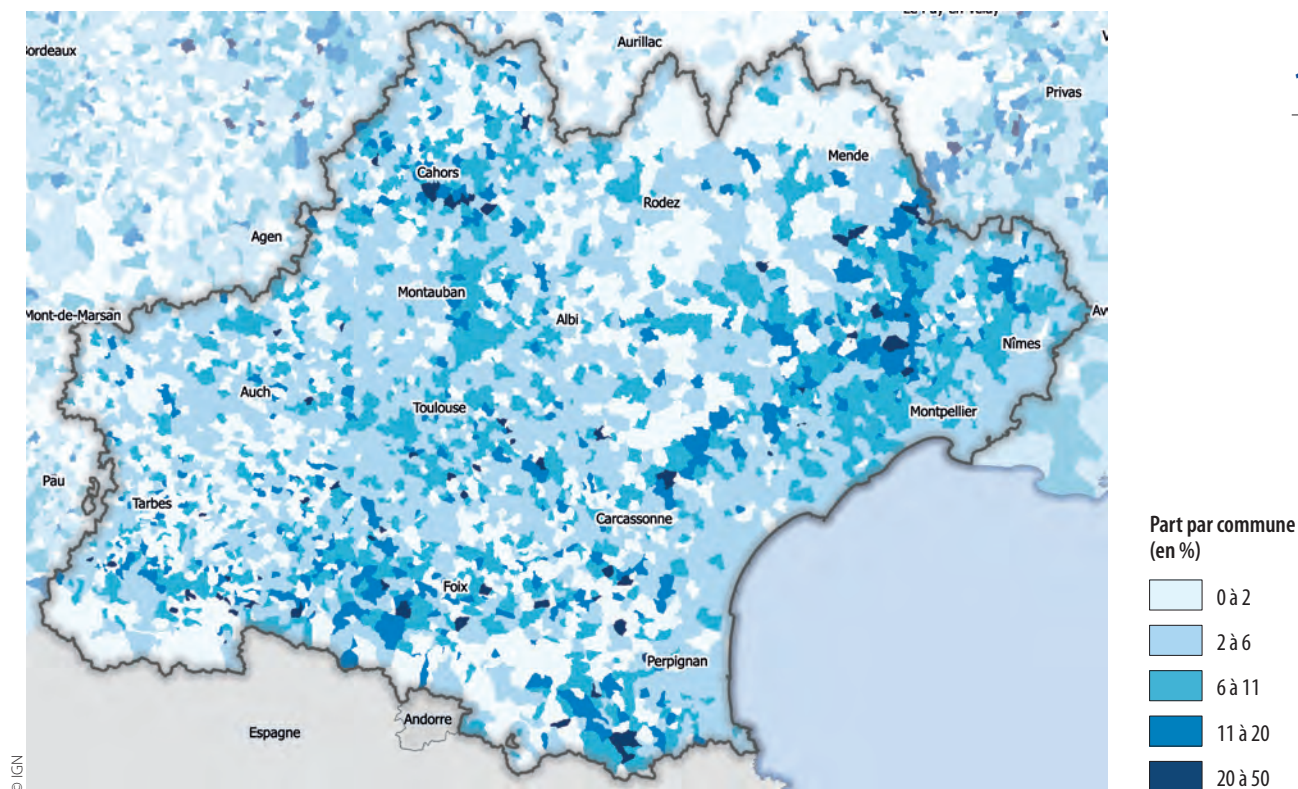 Aurillac
Privas
Mende
Cahors
Rodez
Agen
Montauban
Mont-de-Marsan
Albi
Nîmes
Auch
Toulouse
Montpellier
Pau
Tarbes
Carcassonne
Foix
Perpignan
Andorre
Espagne
© IGN
Part par commune
(en %)
0 à 2
2 à 6
6 à 11
11 à 20
20 à 50